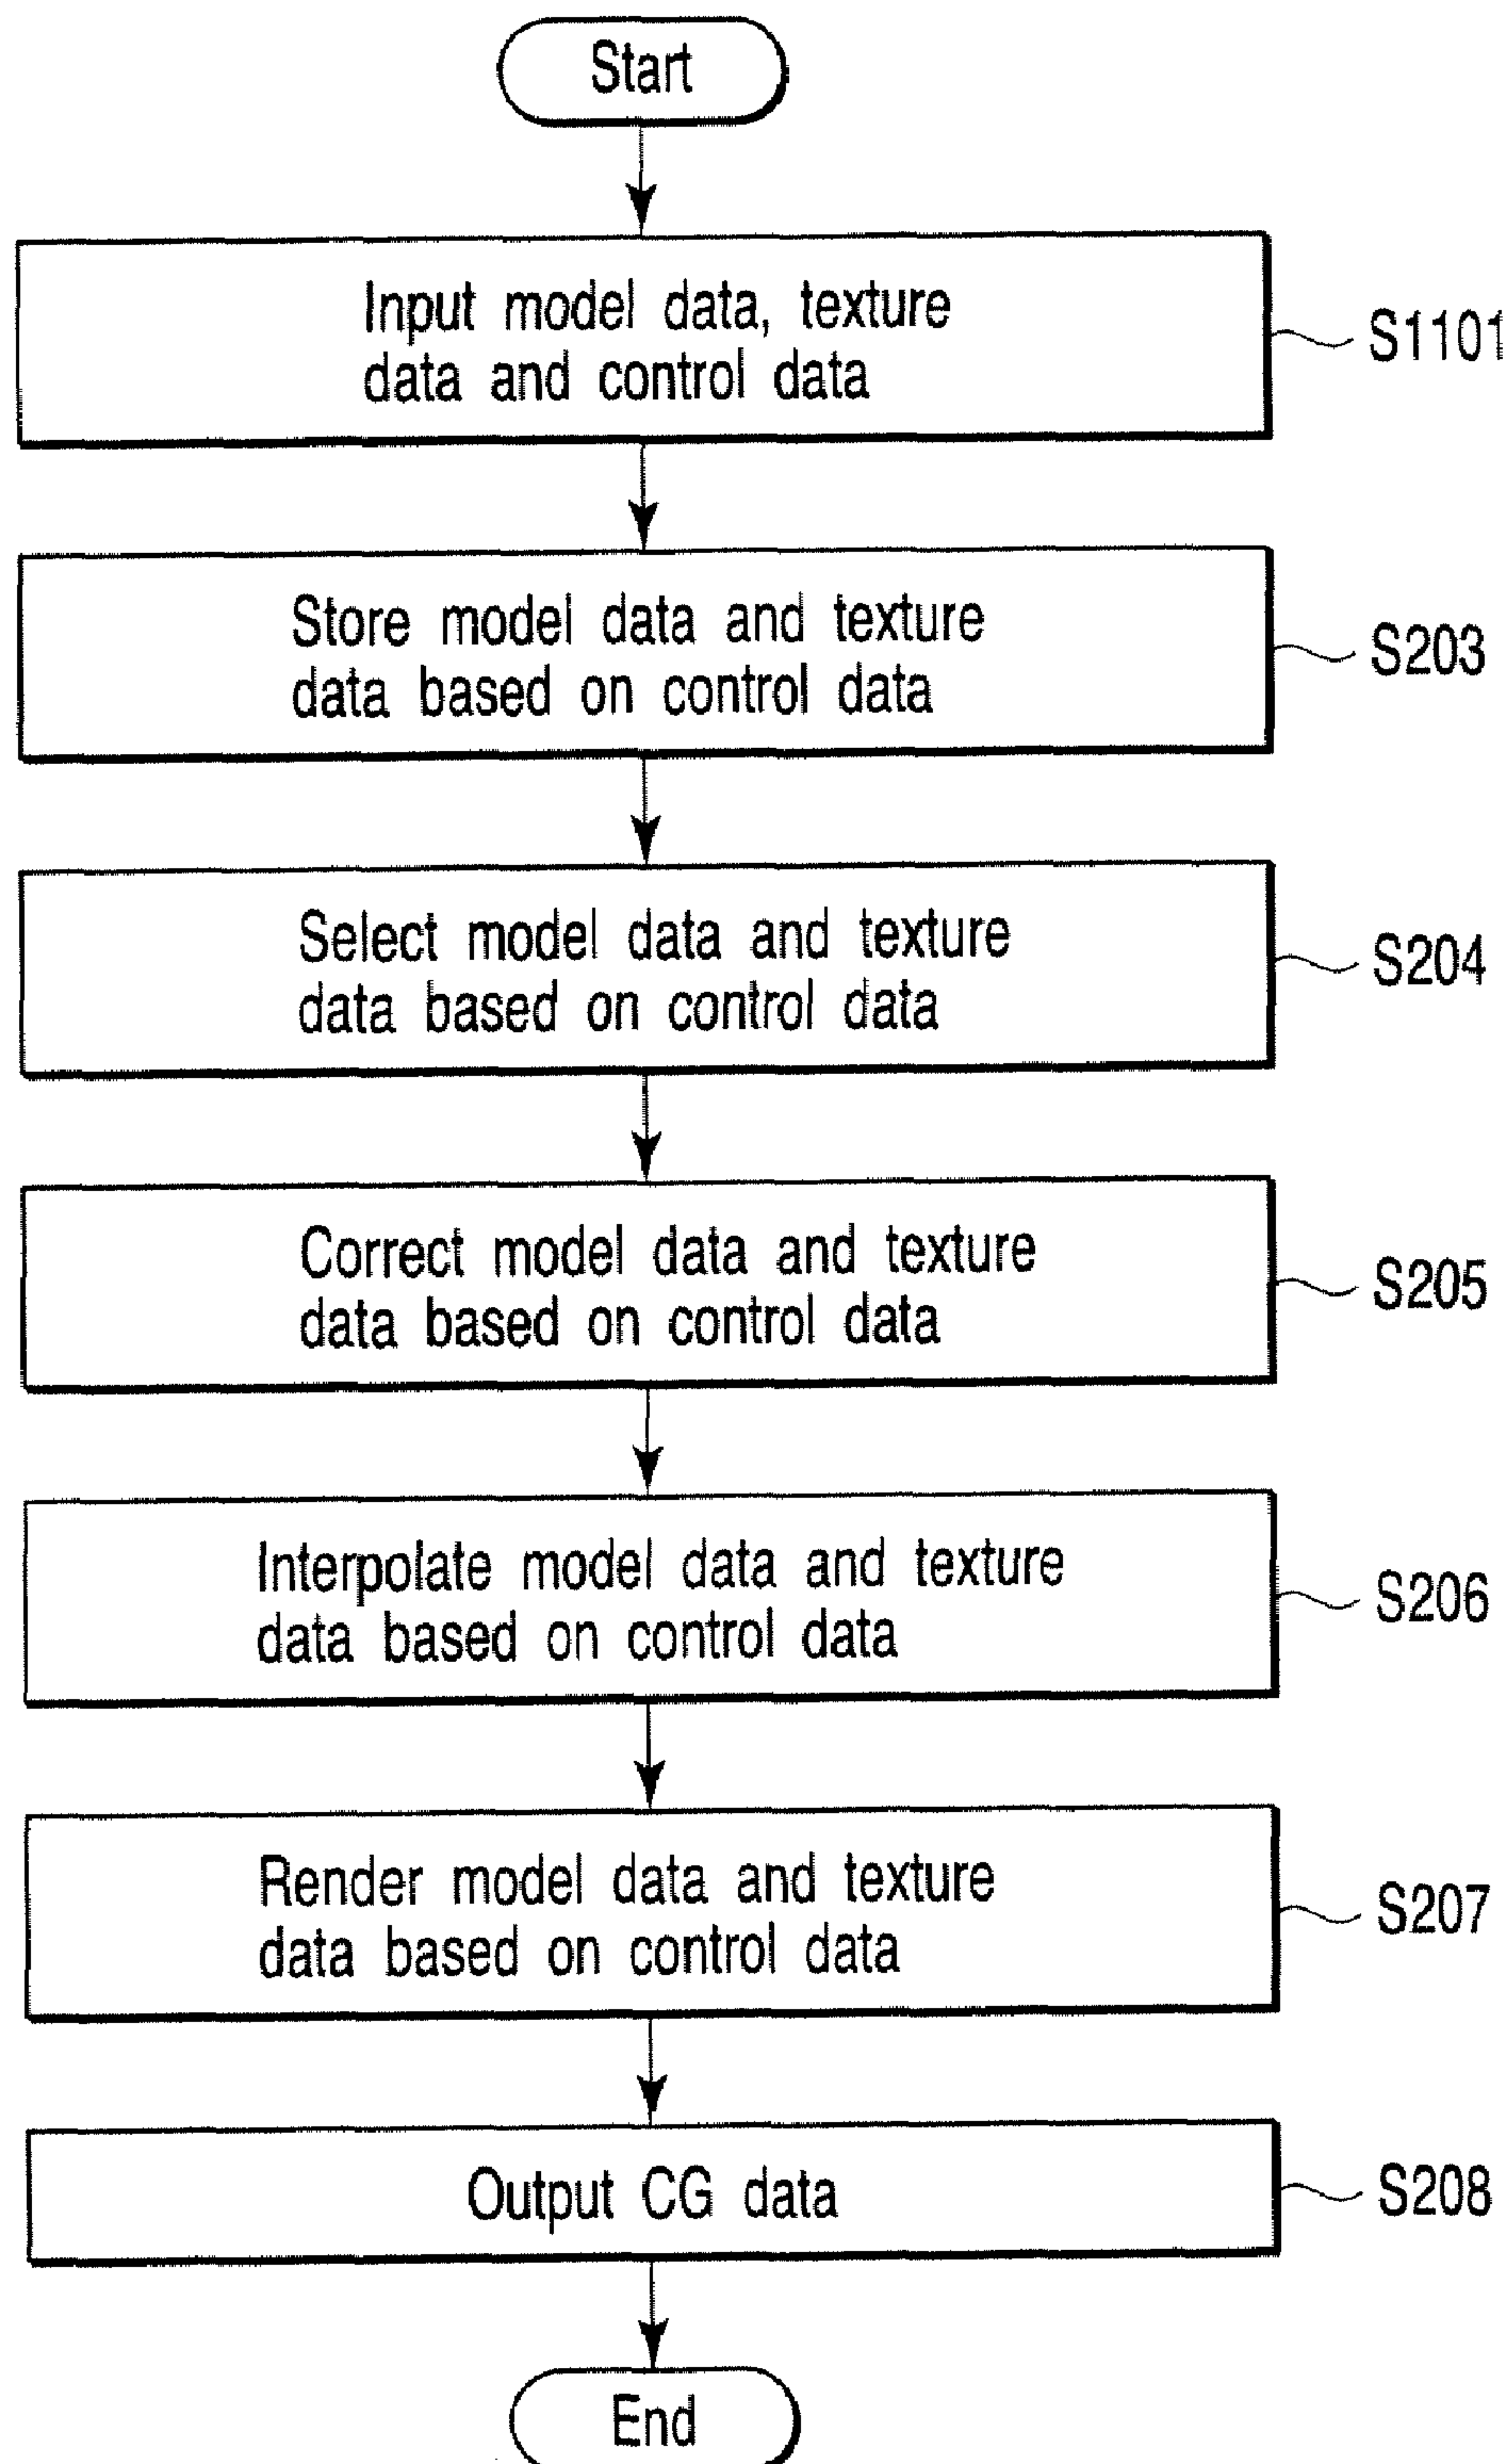 Start
Input model data, texture
data and control data
S1101
Store model data and texture
data based on control data
S203
Select model data and texture
data based on control data
S204
Correct model data and texture
data based on control data
S205
Interpolate model data and texture
data based on control data
S206
Render model data and texture
data based on control data
S207
Output CG data
S208
End